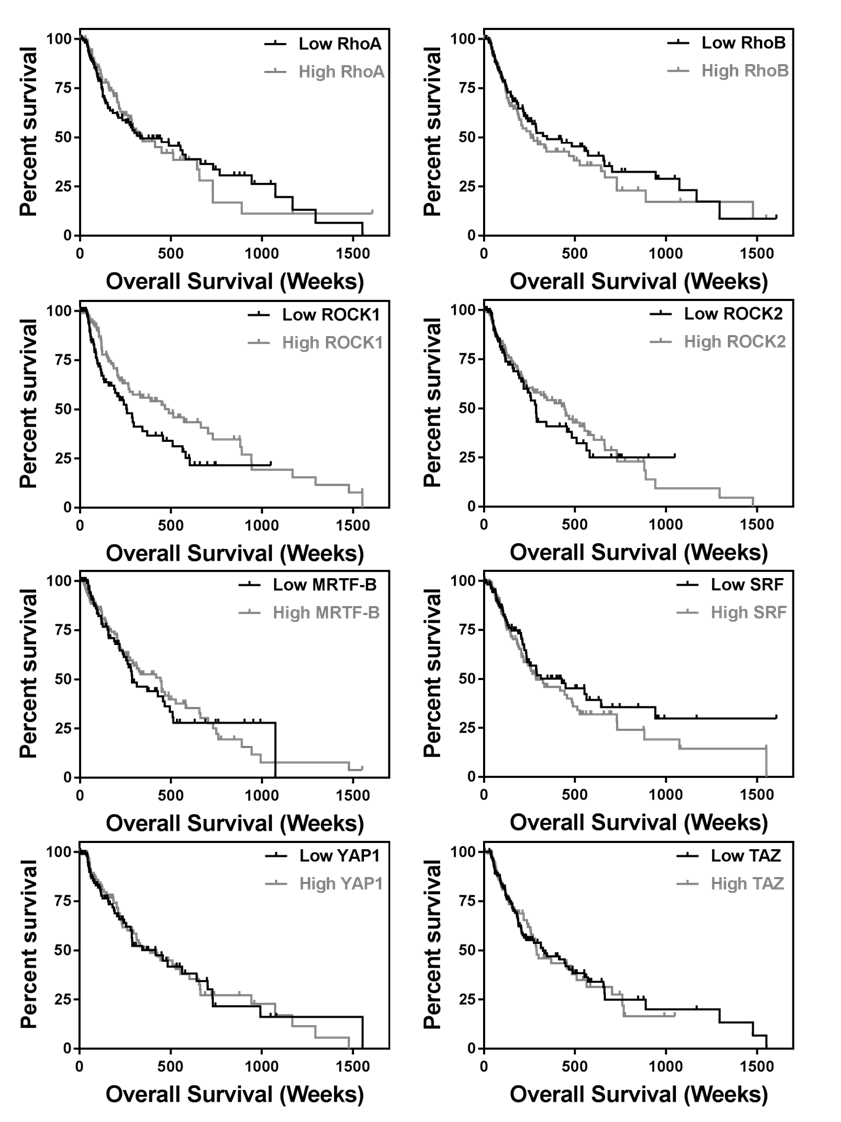 Low RhoA
High RhoA
Percent survival
100
75
50
25
0
0 500 1000 1500
Overall Survival (Weeks)
Low RhoB
High RhoB
Percent survival
100
75
50
25
0
0 500 1000 1500
Overall Survival (Weeks)
Low ROCK1
High ROCK1
Percent survival
100
75
50
25
0
0 500 1000 1500
Overall Survival (Weeks)
Low ROCK2
High ROCK2
Percent survival
100
75
50
25
0
0 500 1000 1500
Overall Survival (Weeks)
Low MRTF-B
High MRTF-B
Percent survival
100
75
50
25
0
0 500 1000 1500
Overall Survival (Weeks)
Low SRF
High SRF
Percent survival
100
75
50
25
0
0 500 1000 1500
Overall Survival (Weeks)
Low YAP1
High YAP1
Percent survival
100
75
50
25
0
0 500 1000 1500
Overall Survival (Weeks)
Low TAZ
High TAZ
Percent survival
100
75
50
25
0
0 500 1000 1500
Overall Survival (Weeks)